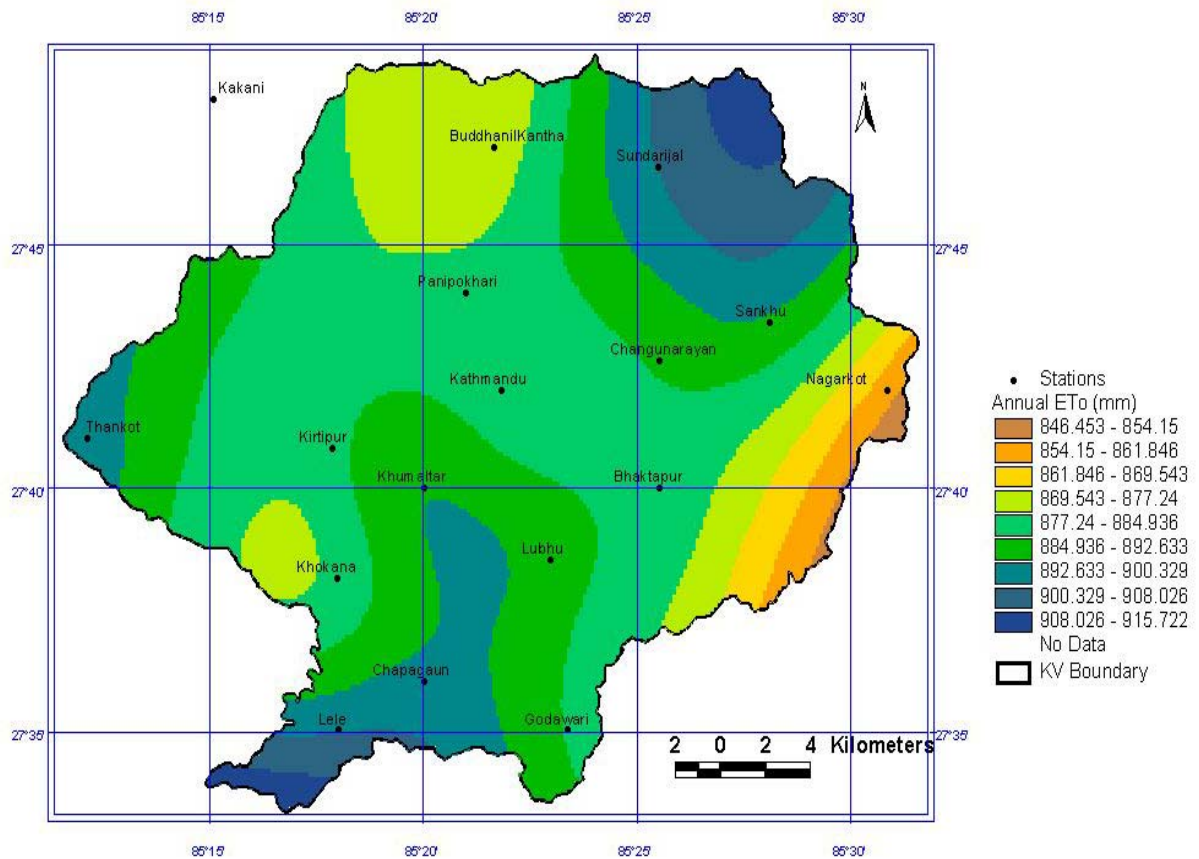 85°15' 85°20' 85°25' 85°30'
Kakani
N
BuddhanilKantha
Sundarijal
27°45' 27°45'
Panipokhari
Sankhu
Changunarayan
Kathmandu
Nagarkot
Thankot
Kirtipur
Khumaltar
Bhaktapur
27°40' 27°40'
Lubhu
Khokana
Chapagaun
Lele
Godawari
27°35' 27°35'
2 0 2 4 Kilometers
85°15' 85°20' 85°25' 85°30'
Stations
Annual ETo (mm)
846.453 - 854.15
854.15 - 861.846
861.846 - 869.543
869.543 - 877.24
877.24 - 884.936
884.936 - 892.633
892.633 - 900.329
900.329 - 908.026
908.026 - 915.722
No Data
KV Boundary